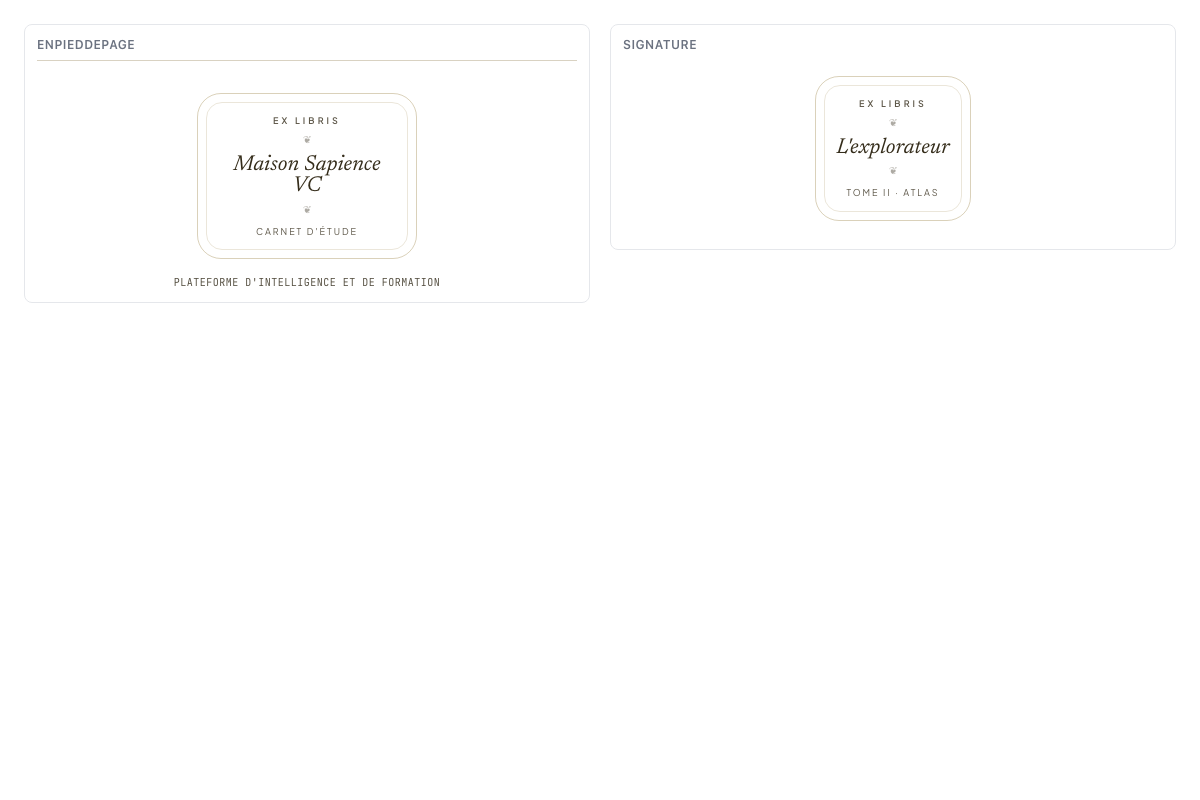 ENPIEDDEPAGE
EX LIBRIS
❦
Maison Sapience
VC
❦
CARNET D'ÉTUDE
PLATEFORME D'INTELLIGENCE ET DE FORMATION
SIGNATURE
EX LIBRIS
❦
L'explorateur
❦
TOME II · ATLAS